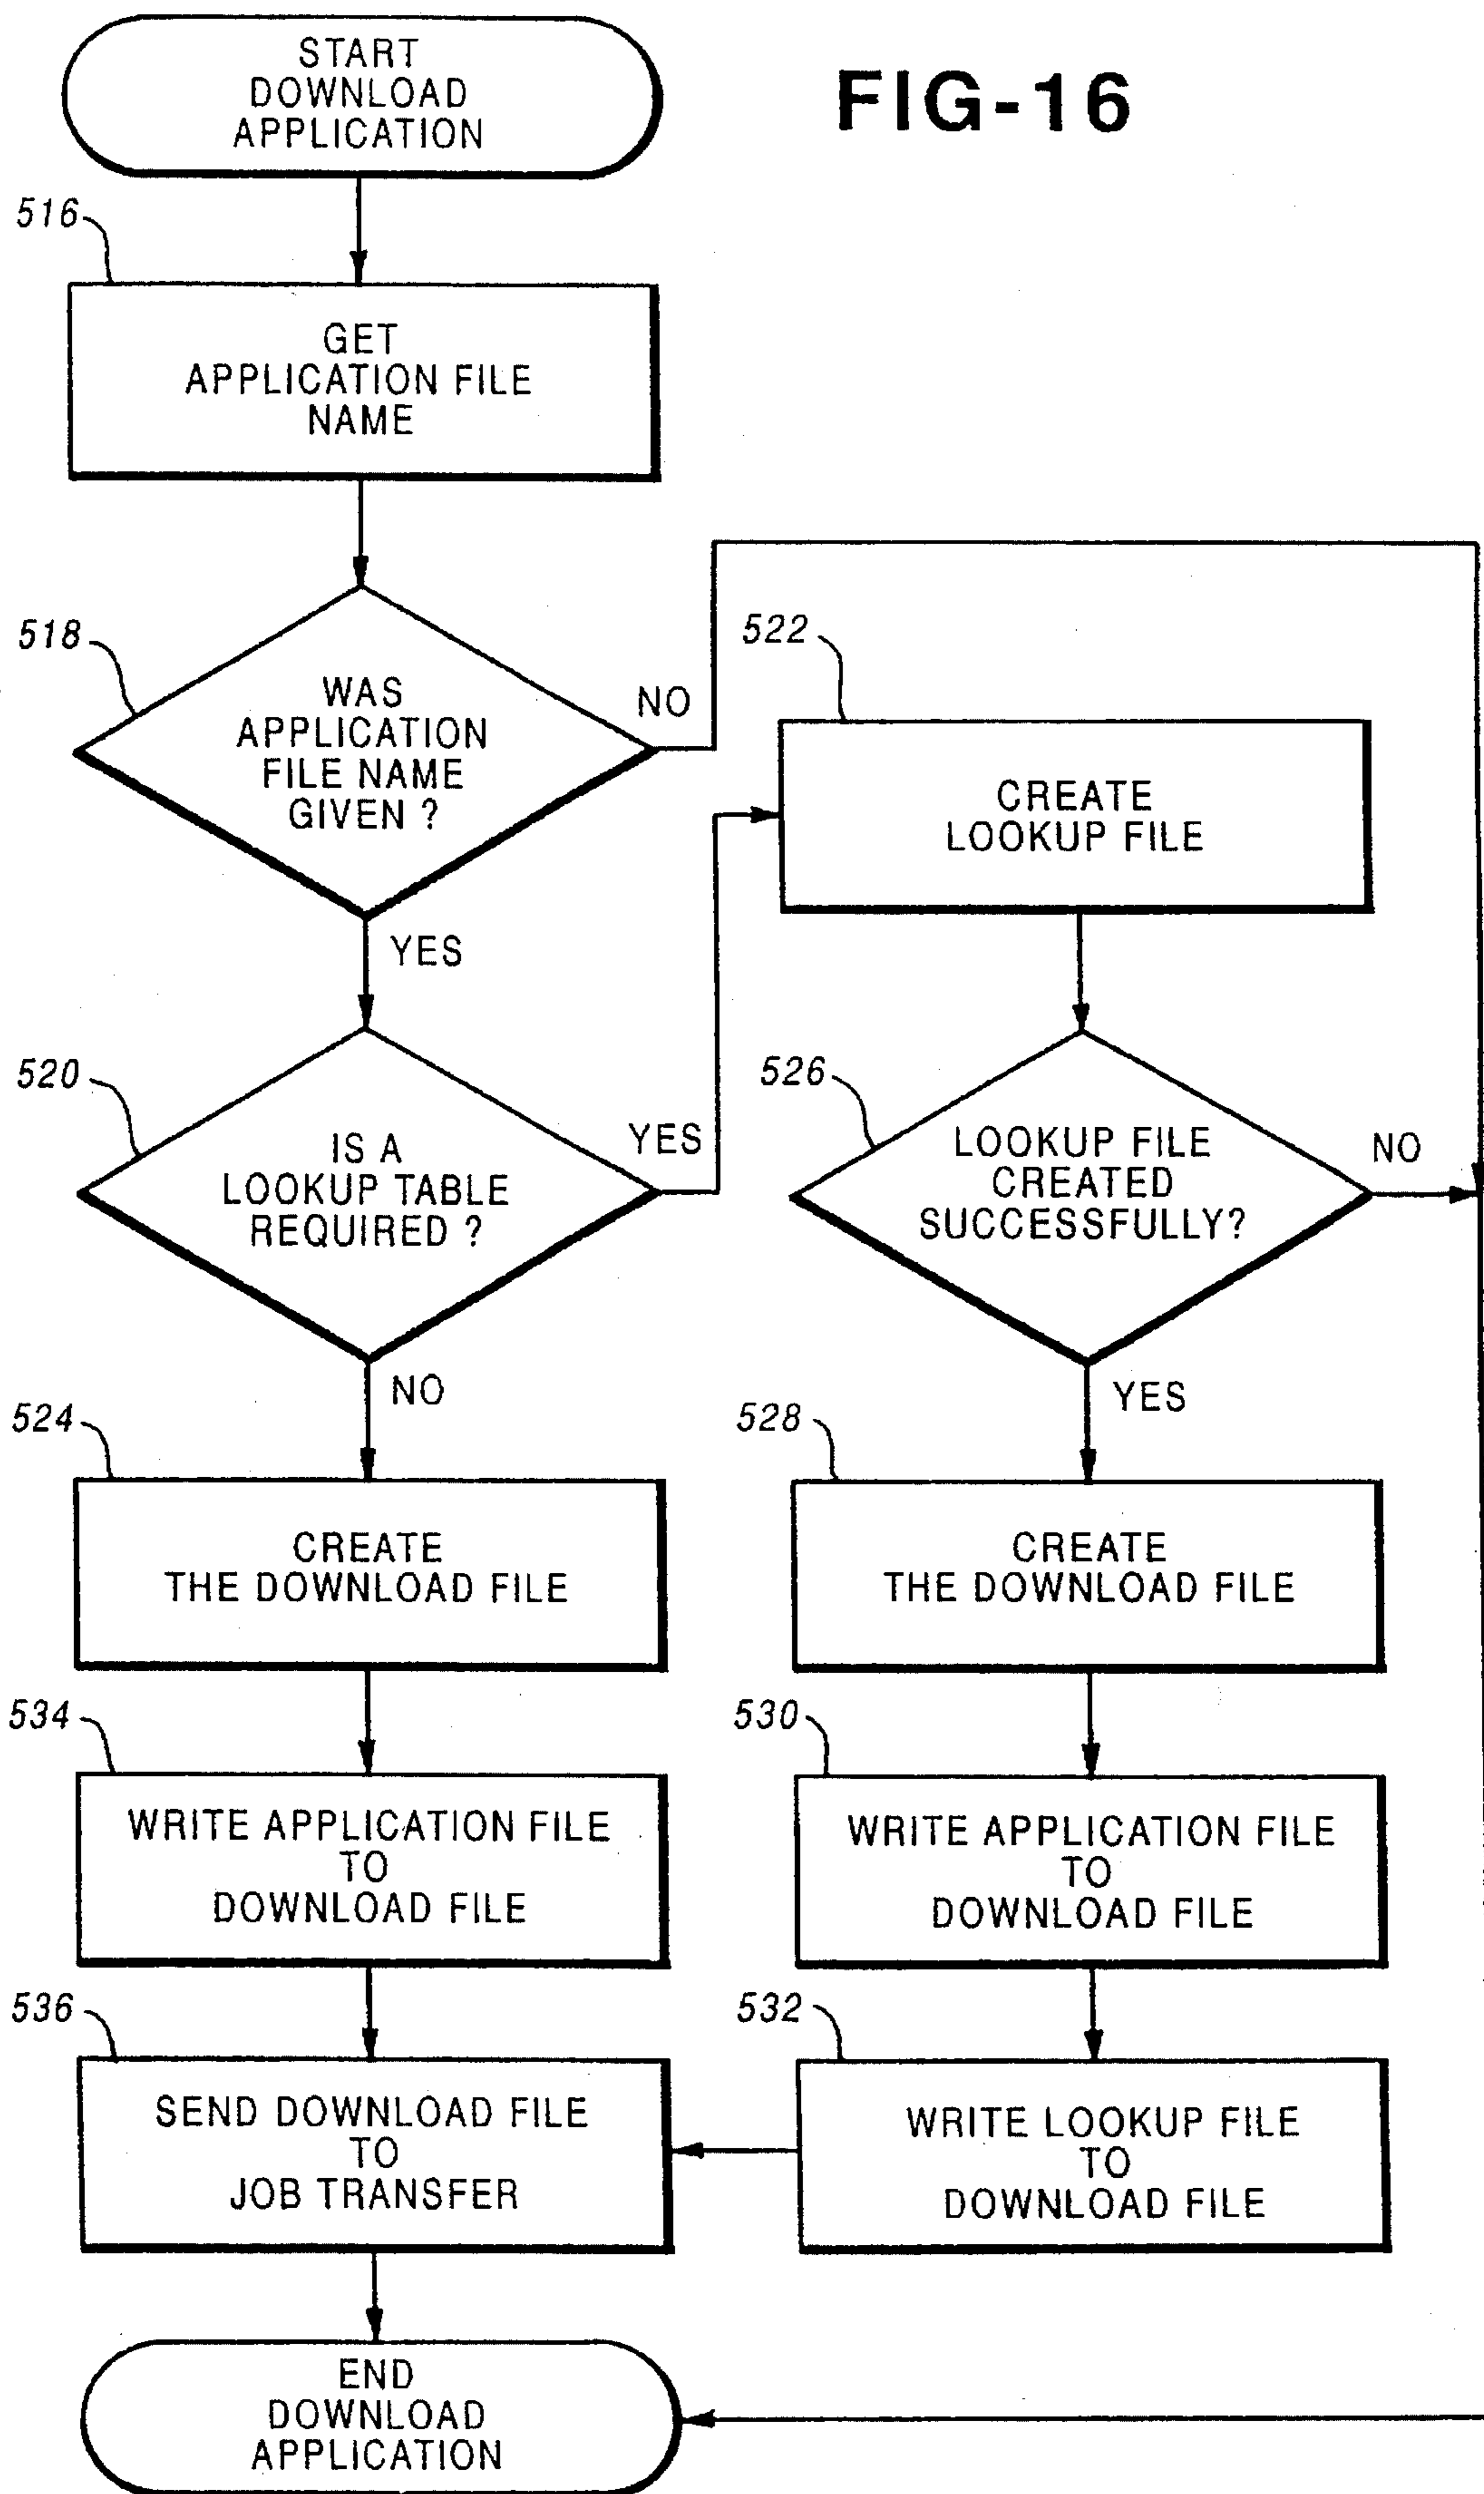 START
DOWNLOAD
APPLICATION
FIG-16
516
GET
APPLICATION FILE
NAME
518
WAS
APPLICATION
FILE NAME
GIVEN ?
NO
YES
522
CREATE
LOOKUP FILE
520
IS A
LOOKUP TABLE
REQUIRED ?
YES
NO
526
LOOKUP FILE
CREATED
SUCCESSFULLY?
NO
YES
524
CREATE
THE DOWNLOAD FILE
528
CREATE
THE DOWNLOAD FILE
534
WRITE APPLICATION FILE
TO
DOWNLOAD FILE
530
WRITE APPLICATION FILE
TO
DOWNLOAD FILE
536
SEND DOWNLOAD FILE
TO
JOB TRANSFER
532
WRITE LOOKUP FILE
TO
DOWNLOAD FILE
END
DOWNLOAD
APPLICATION